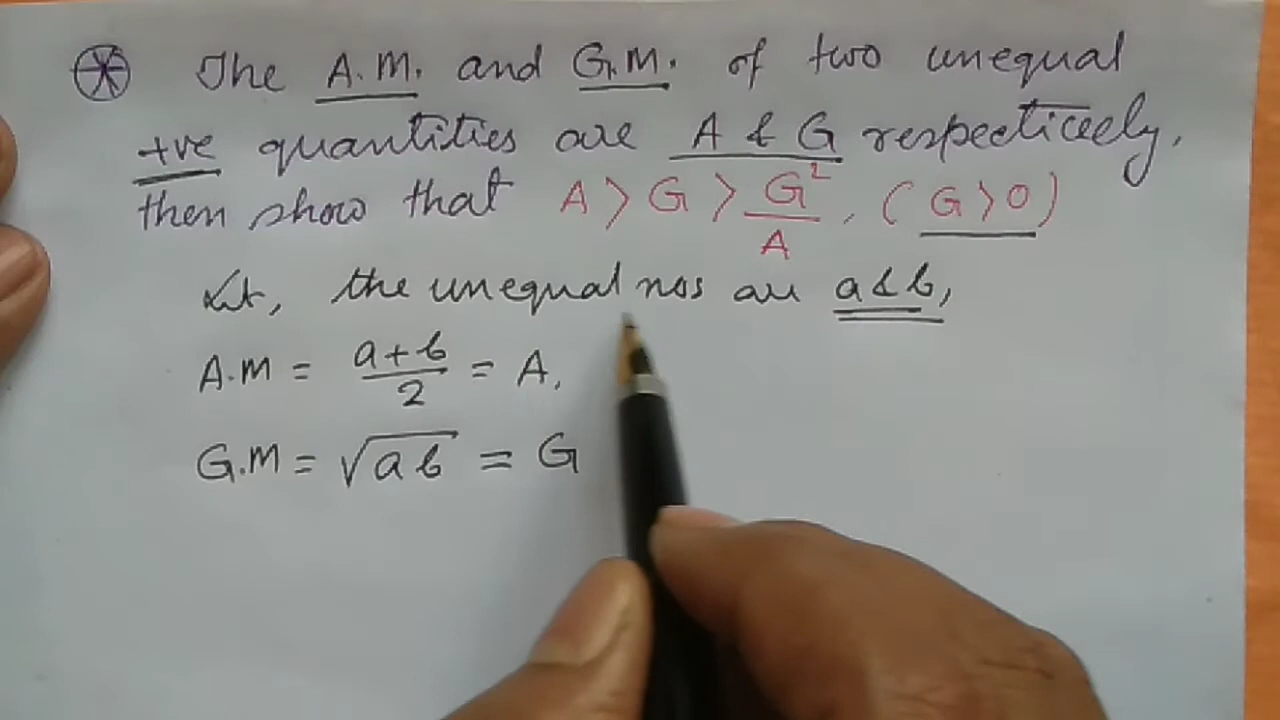 The A.M. and G.M. of two unequal
+ve quantities are A & G respectively,
then show that A > G > G²/A, (G > 0)
Let, the unequal nos are a & b,
A.M = (a+b)/2 = A,
G.M = √ab = G